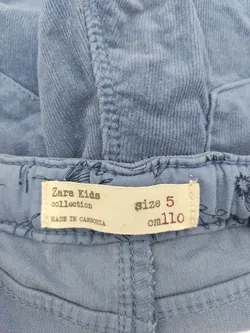 Zara Kids
collection
MADE IN CAMBODIA
size 5
cm110